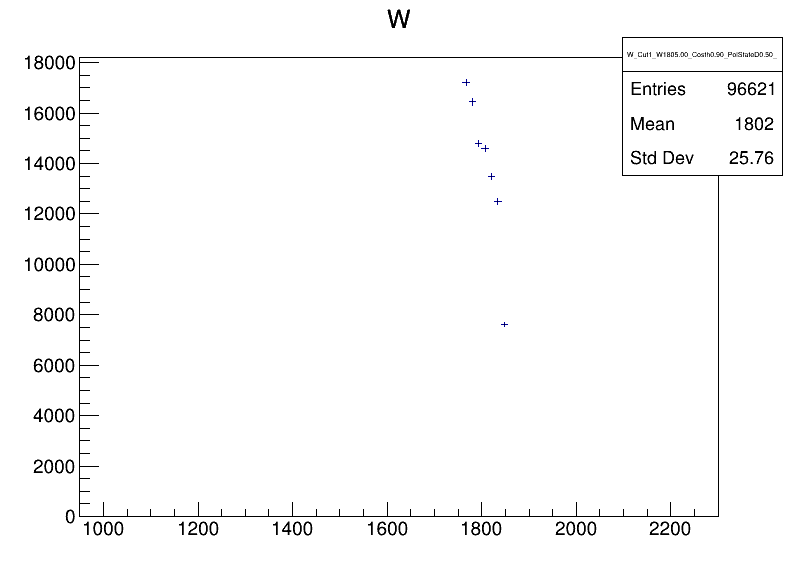 W
W_Cut1_W1805.00_Costh0.90_PolStateD0.50_
Entries 96621
Mean 1802
Std Dev 25.76
18000
16000
14000
12000
10000
8000
6000
4000
2000
0
1000 1200 1400 1600 1800 2000 2200